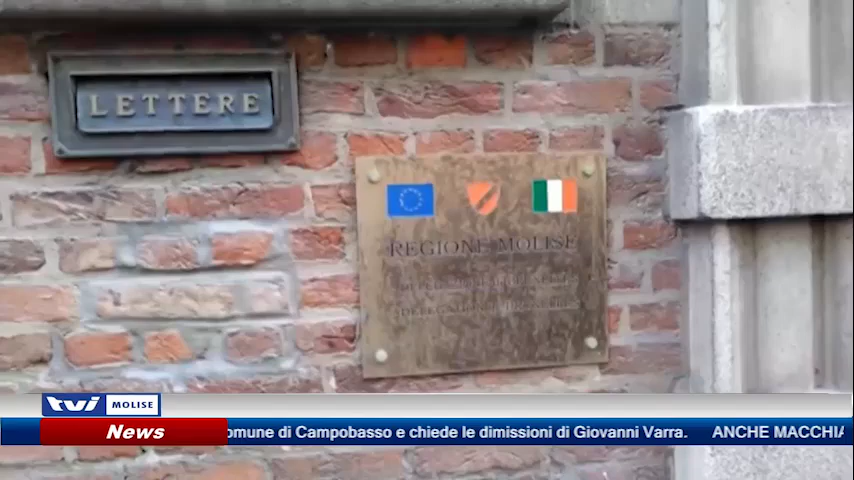 LETTERE
REGIONE MOLISE
tvi MOLISE
News
omune di Campobasso e chiede le dimissioni di Giovanni Varra. ANCHE MACCHIA